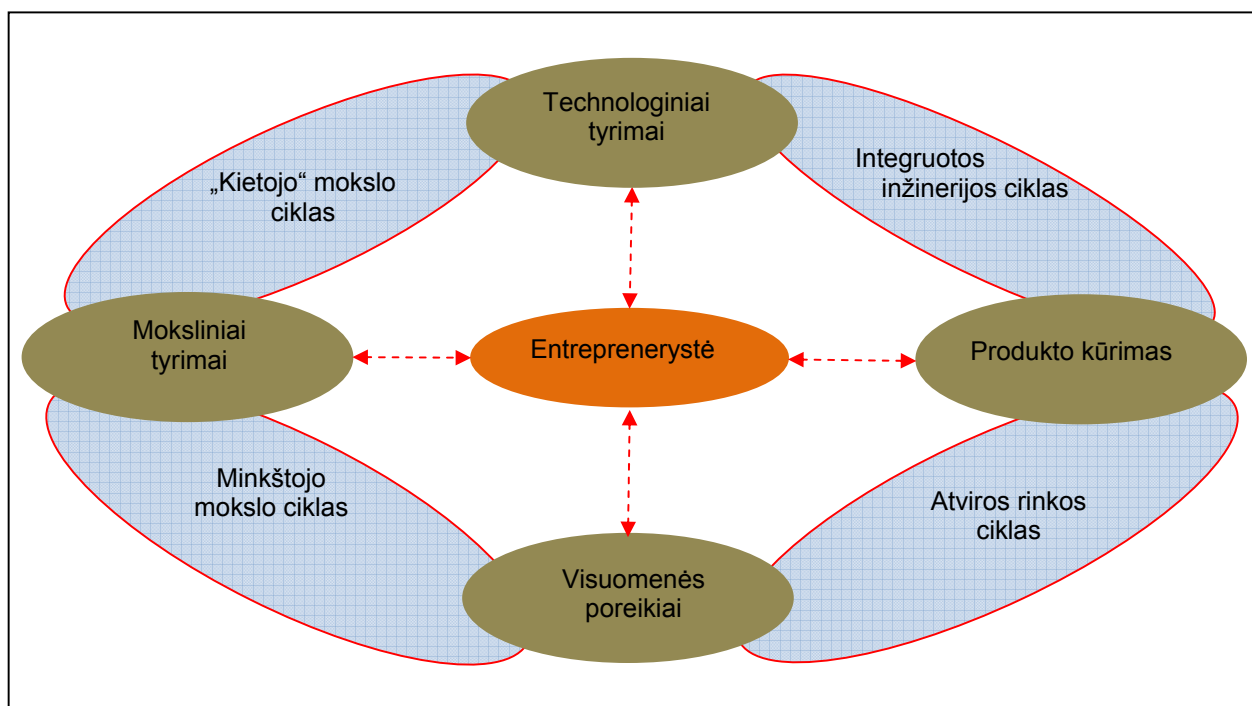 Technologiniai
tyrimai
„Kietojo“ mokslo
ciklas
Integruotos
inžinerijos ciklas
Moksliniai
tyrimai
Entreprenerystė
Produkto kūrimas
Minkštojo
mokslo ciklas
Atviros rinkos
ciklas
Visuomenės
poreikiai